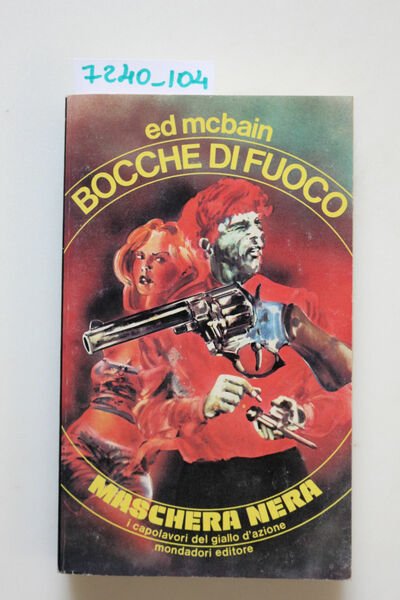 7240_104
ed mcbain
BOCCHE DI FUOCO
MASCHERA NERA
i capolavori del giallo d'azione
mondadori editore